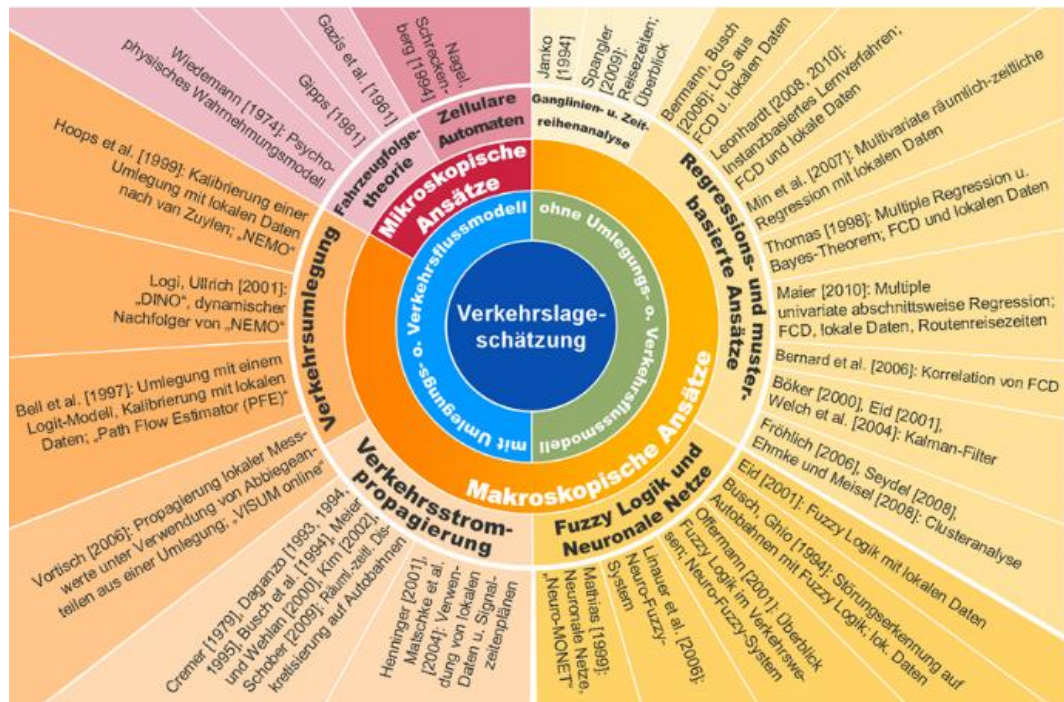 Verkehrslage-
schätzung
mit Umlegungs- o. Verkehrsflussmodell
ohne Umlegungs- o. Verkehrsflussmodell
Mikroskopische
Ansätze
Makroskopische Ansätze
Zellulare
Automaten
Nagel,
Schrecken-
berg [1994]
Ganglinien- u. Zeit-
reihenanalyse
Janko
[1994]
Spangler
[2009]:
Reisezeiten;
Überblick
Regressions- und muster-
basierte Ansätze
Bermann, Busch
[2006]: LOS aus
FCD u. lokalen Daten
Leonhardt [2008, 2010]:
Instanzbasiertes Lernverfahren;
FCD und lokale Daten
Min et al. [2007]: Multivariate räumlich-zeitliche
Regression mit lokalen Daten
Thomas [1998]: Multiple Regression u.
Bayes-Theorem; FCD und lokale Daten
Maier [2010]: Multiple
univariate abschnittsweise Regression;
FCD, lokale Daten, Routenreisezeiten
Bernard et al. [2006]: Korrelation von FCD
Böker [2000], Eid [2001],
Welch et al. [2004]: Kalman-Filter
Fröhlich [2006], Seydel [2008],
Ehmke und Meisel [2008]: Clusteranalyse
Fuzzy Logik und
Neuronale Netze
Eid [2001]: Fuzzy Logik mit lokalen Daten
Busch, Ghio [1994]: Störungserkennung auf
Autobahnen mit Fuzzy Logik; lok. Daten
Offermann [2001]: Überblick
Fuzzy Logik im Verkehrswe-
sen; Neuro-Fuzzy-System
Linauer et al. [2006]:
Neuro-Fuzzy-
System
Mathias [1999]:
Neuronale Netze,
„Neuro-MONET“
Verkehrsstrom-
propagierung
Henninger [2001],
Matschke et al.
[2004]: Verwen-
dung von lokalen
Daten u. Signal-
zeitenplänen
Cremer [1979], Daganzo [1993, 1994,
1995], Busch et al. [1994], Meier
und Wehlan [2000], Kim [2002],
Schober [2009]: Räuml.-zeitl. Dis-
kretisierung auf Autobahnen
Verkehrsumlegung
Vortisch [2006]: Propagierung lokaler Mess-
werte unter Verwendung von Abbiegean-
teilen aus einer Umlegung; „VISUM online“
Bell et al. [1997]: Umlegung mit einem
Logit-Modell, Kalibrierung mit lokalen
Daten; „Path Flow Estimator (PFE)“
Logi, Ullrich [2001]:
„DINO“, dynamischer
Nachfolger von „NEMO“
Hoops et al. [1999]: Kalibrierung einer
Umlegung mit lokalen Daten
nach van Zuylen; „NEMO“
Fahrzeugfolge-
theorie
Wiedemann [1974]: Psycho-
physisches Wahrnehmungsmodell
Gipps [1981]
Gazis et al. [1961]